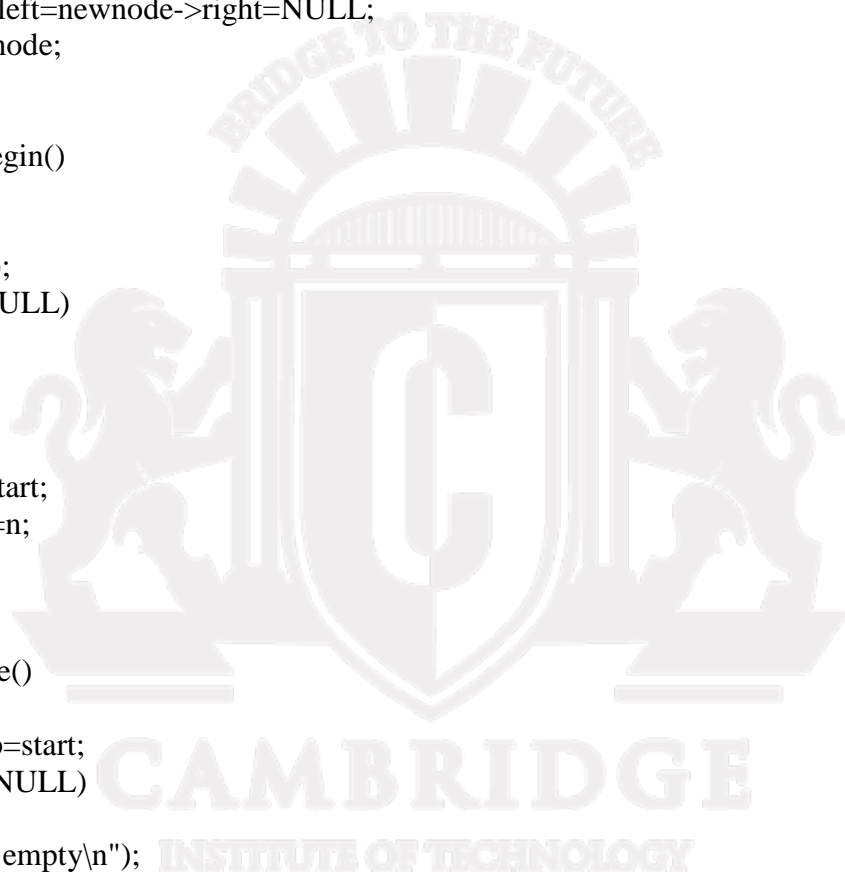 left=newnode->right=NULL;
node;
BRIDGE TO THE FUTURE
egin()
;
ULL)
tart;
=n;
e()
=start;
NULL)
C
CAMBRIDGE
empty\n");
INSTITUTE OF TECHNOLOGY